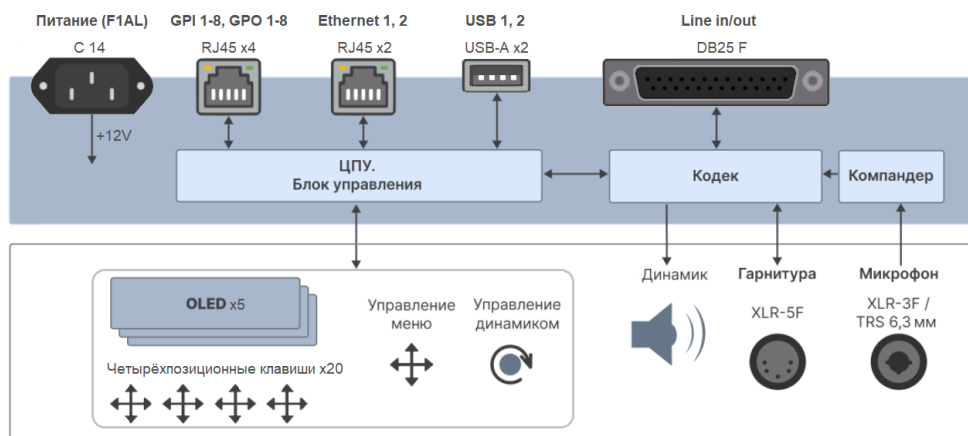 Питание (F1AL)
C 14
GPI 1-8, GPO 1-8
RJ45 x4
Ethernet 1, 2
RJ45 x2
USB 1, 2
USB-A x2
Line in/out
DB25 F
+12V
ЦПУ.
Блок управления
Кодек
Компандер
OLED x5
Четырёхпозиционные клавиши x20
Управление
меню
Управление
динамиком
Динамик
Гарнитура
XLR-5F
Микрофон
XLR-3F /
TRS 6,3 мм